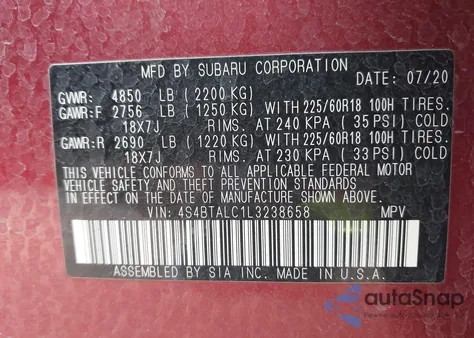 MFD BY SUBARU CORPORATION
DATE: 07/20
GVWR: 4850 LB (2200 KG)
GAWR:F 2756 LB (1250 KG) WITH 225/60R18 100H TIRES.
18X7J RIMS. AT 240 KPA (35 PSI) COLD
GAWR:R 2690 LB (1220 KG) WITH 225/60R18 100H TIRES.
18X7J RIMS. AT 230 KPA (33 PSI) COLD
THIS VEHICLE CONFORMS TO ALL APPLICABLE FEDERAL MOTOR
VEHICLE SAFETY AND THEFT PREVENTION STANDARDS IN
EFFECT ON THE DATE OF MANUFACTURE SHOWN ABOVE.
VIN: 4S4BTALC1L3238658 MPV
ASSEMBLED BY SIA INC. MADE IN U.S.A.
autoSnap
www.autosnap.com